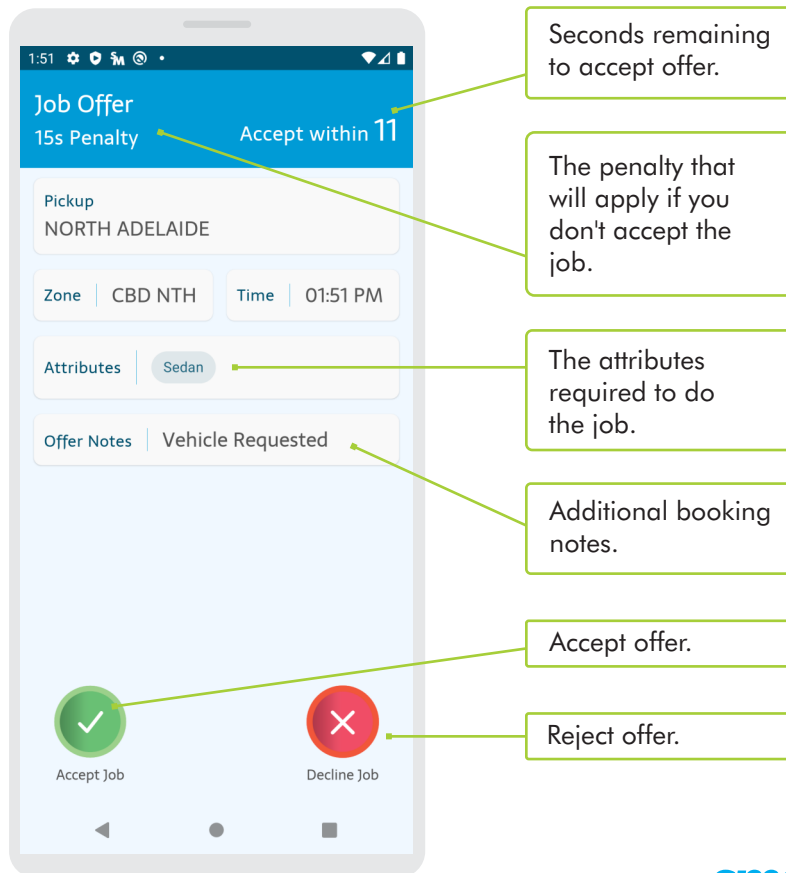 1:51
Job Offer
15s Penalty
Accept within 11
Pickup
NORTH ADELAIDE
Zone CBD NTH
Time 01:51 PM
Attributes Sedan
Offer Notes Vehicle Requested
Accept Job
Decline Job
Seconds remaining
to accept offer.
The penalty that
will apply if you
don't accept the
job.
The attributes
required to do
the job.
Additional booking
notes.
Accept offer.
Reject offer.